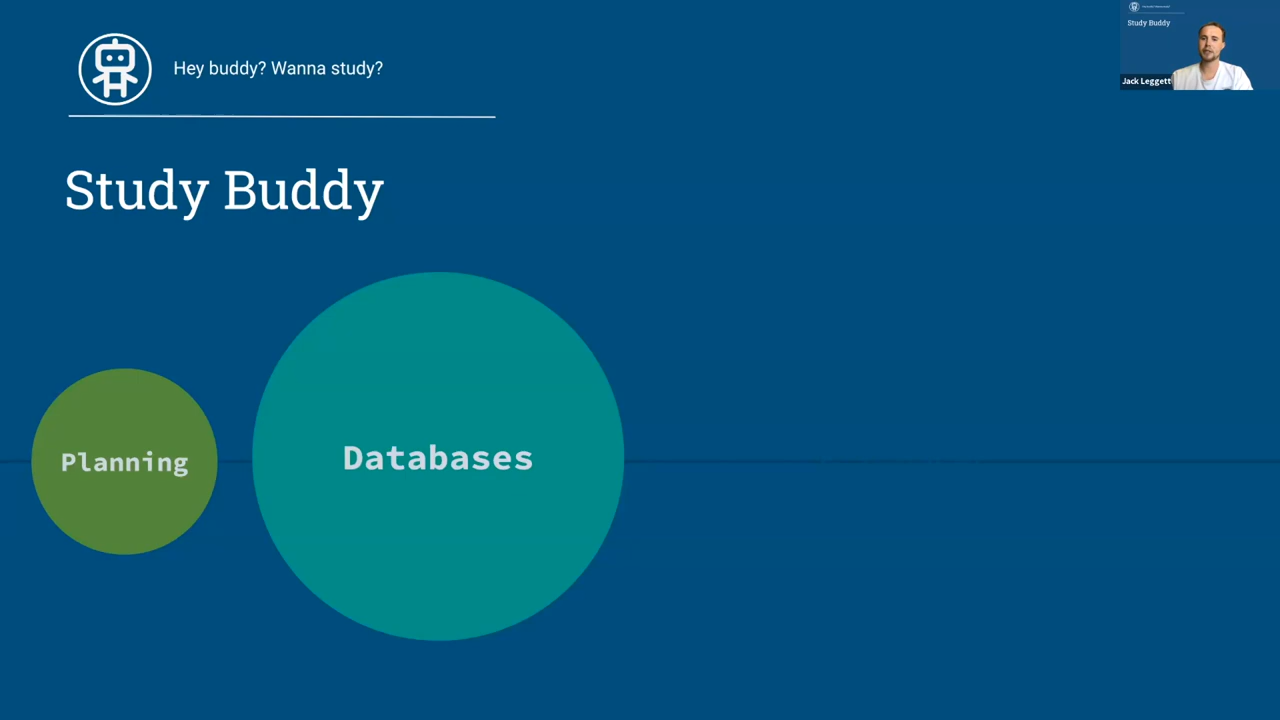 Hey buddy? Wanna study?
Study Buddy
Planning
Databases
Study Buddy
Jack Leggett